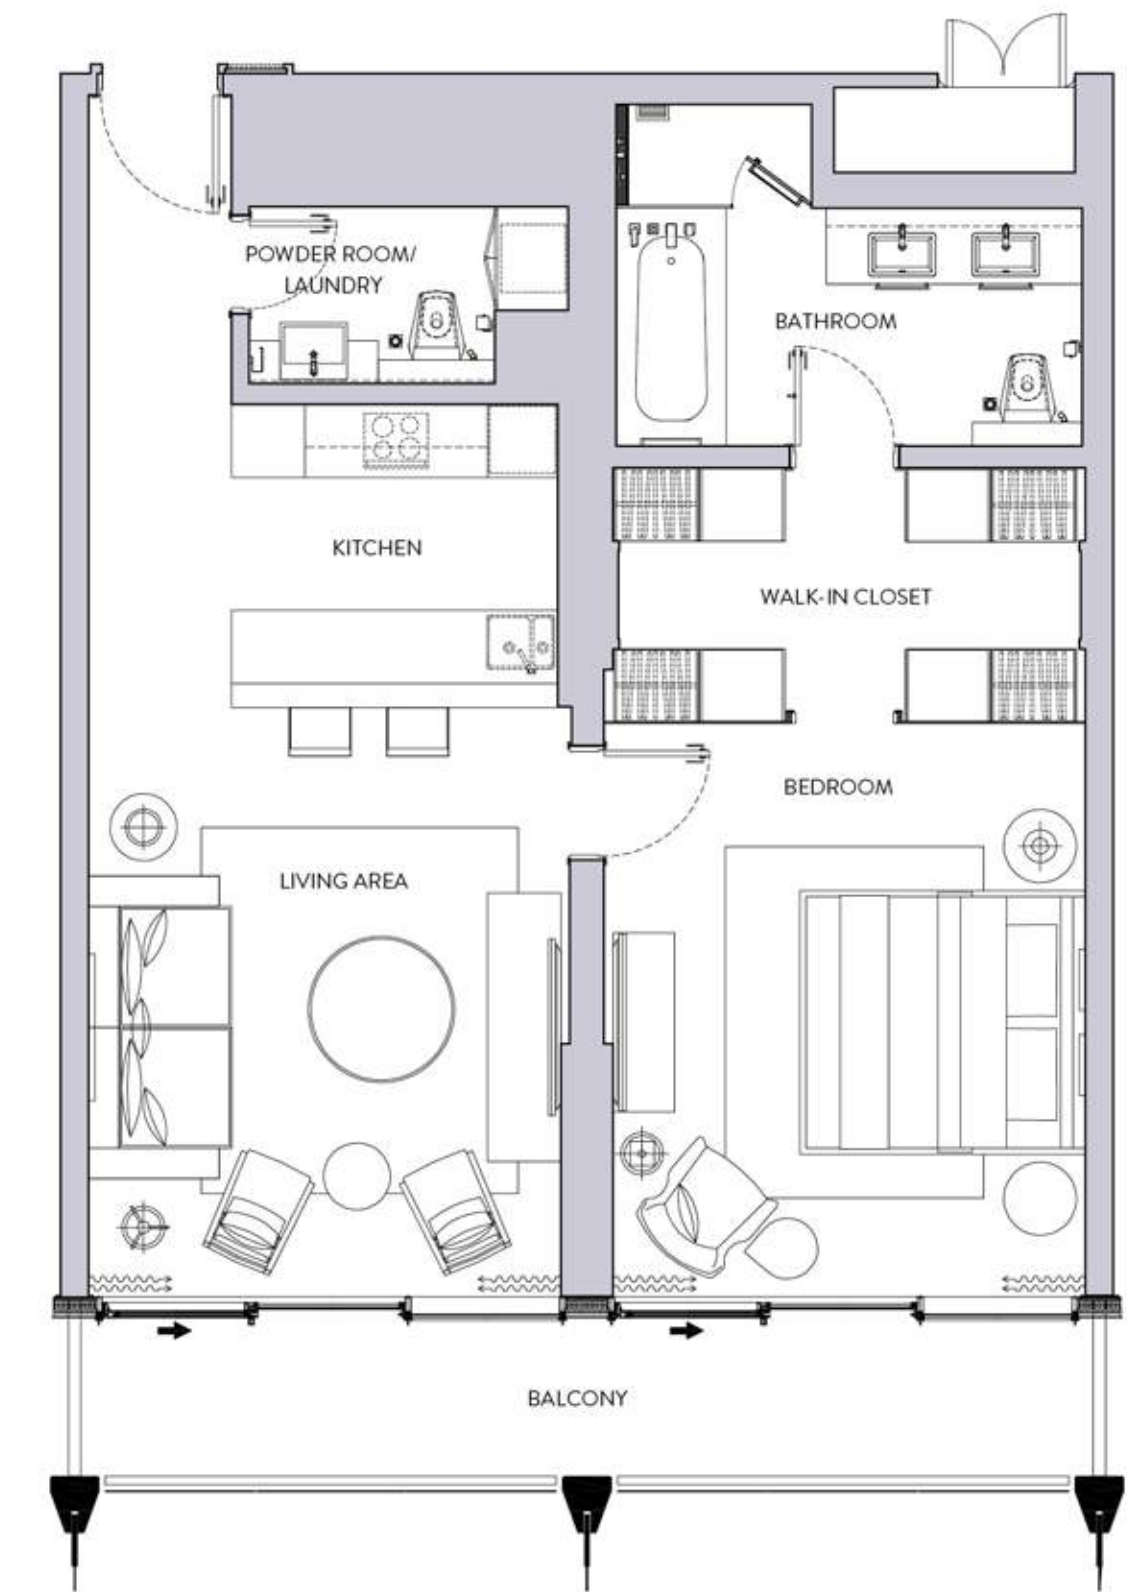 POWDER ROOM/
LAUNDRY
BATHROOM
KITCHEN
WALK-IN CLOSET
BEDROOM
LIVING AREA
BALCONY